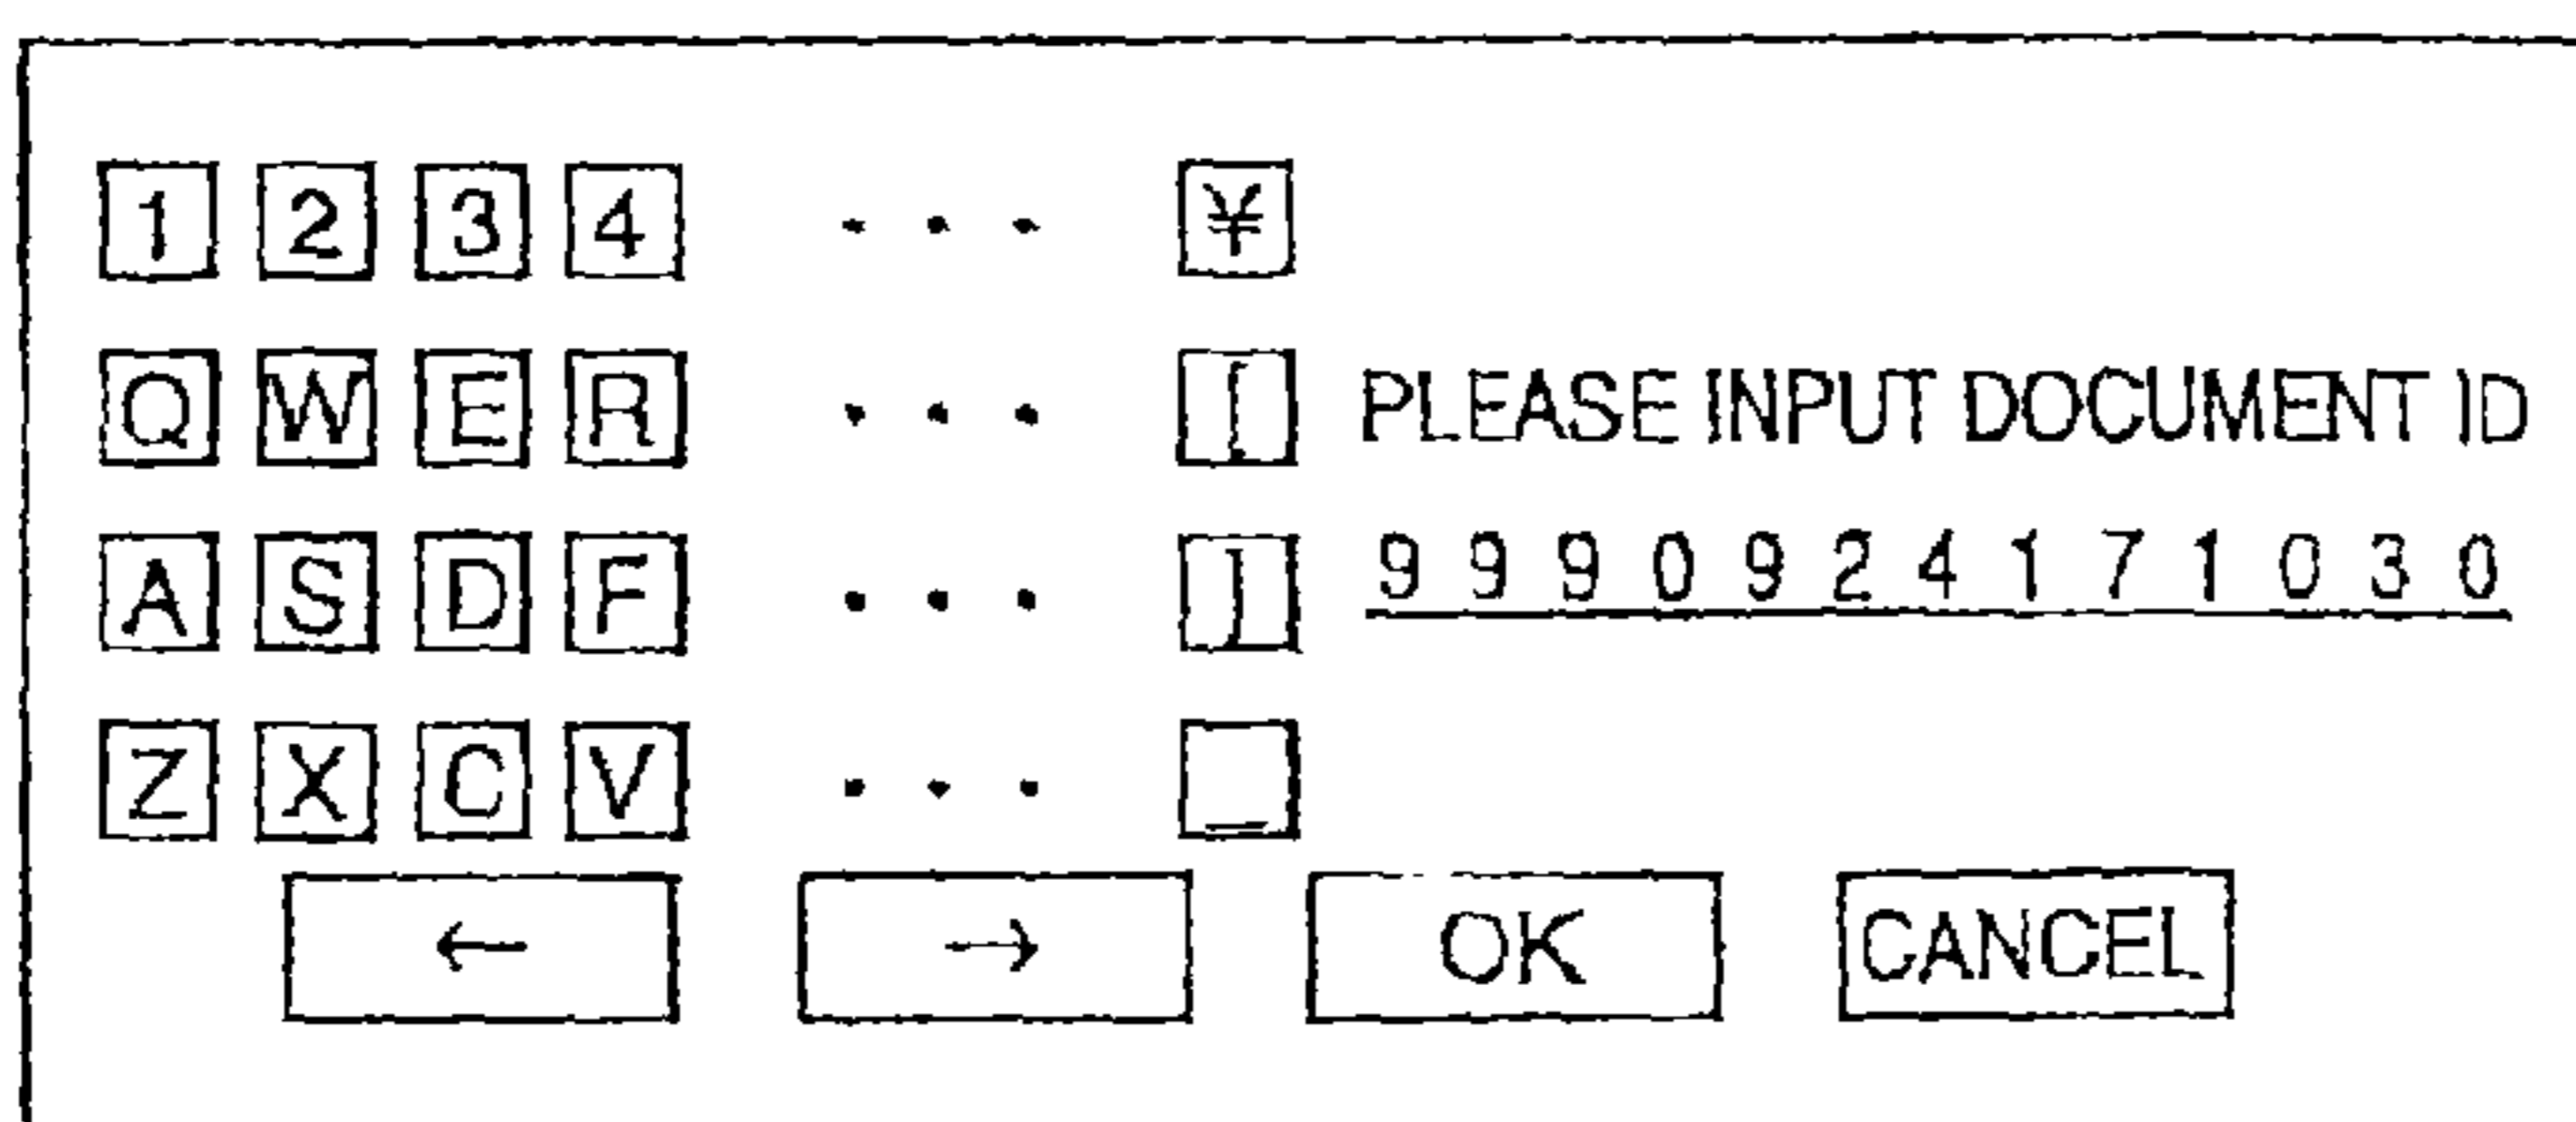 1 2 3 4 . . . ¥
Q W E R . . . [ PLEASE INPUT DOCUMENT ID
A S D F . . . ] 9 9 9 0 9 2 4 1 7 1 0 3 0
Z X C V . . . _
← → OK CANCEL